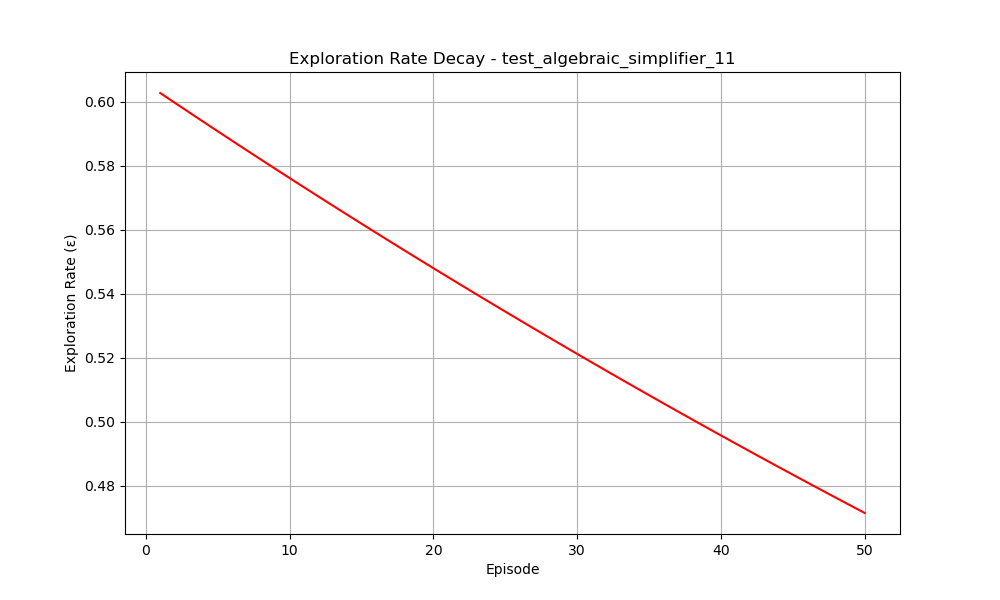 Exploration Rate Decay - test_algebraic_simplifier_11
Exploration Rate (ε)
0.60
0.58
0.56
0.54
0.52
0.50
0.48
0 10 20 30 40 50
Episode